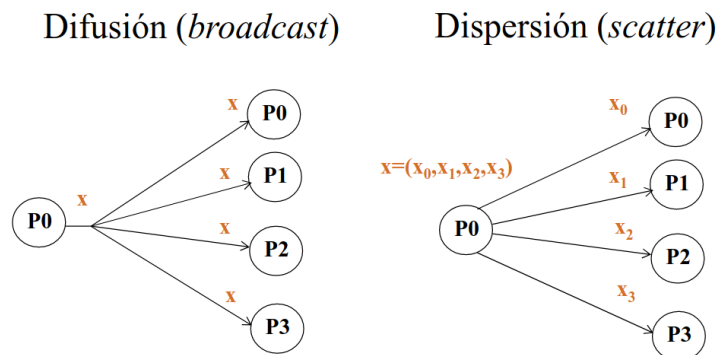 Difusión (broadcast)
x
P0
x
P1
x
P0
x
P2
x
P3
Dispersión (scatter)
x₀
P0
x=(x₀,x₁,x₂,x₃)
x₁
P1
P0
x₂
P2
x₃
P3